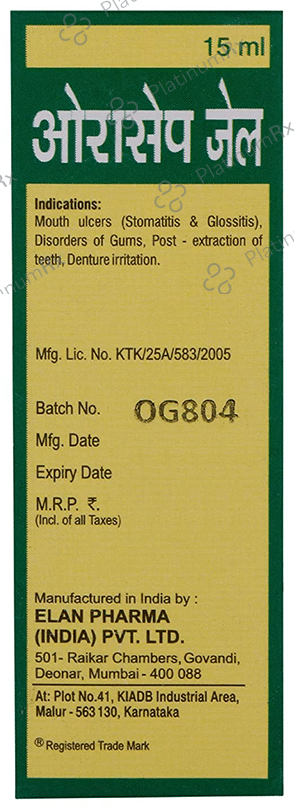 15 ml
ओरासेप जेल
Indications:
Mouth ulcers (Stomatitis & Glossitis),
Disorders of Gums, Post - extraction of
teeth, Denture irritation.
Mfg. Lic. No. KTK/25A/583/2005
Batch No. OG804
Mfg. Date
Expiry Date
M.R.P. ₹.
(Incl. of all Taxes)
Manufactured in India by :
ELAN PHARMA
(INDIA) PVT. LTD.
501- Raikar Chambers, Govandi,
Deonar, Mumbai - 400 088
At: Plot No.41, KIADB Industrial Area,
Malur - 563 130, Karnataka
® Registered Trade Mark
PlatinumRx